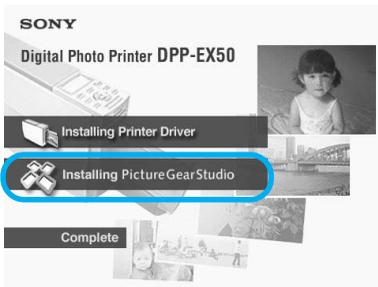 SONY
Digital Photo Printer DPP-EX50
Installing Printer Driver
Installing PictureGearStudio
Complete